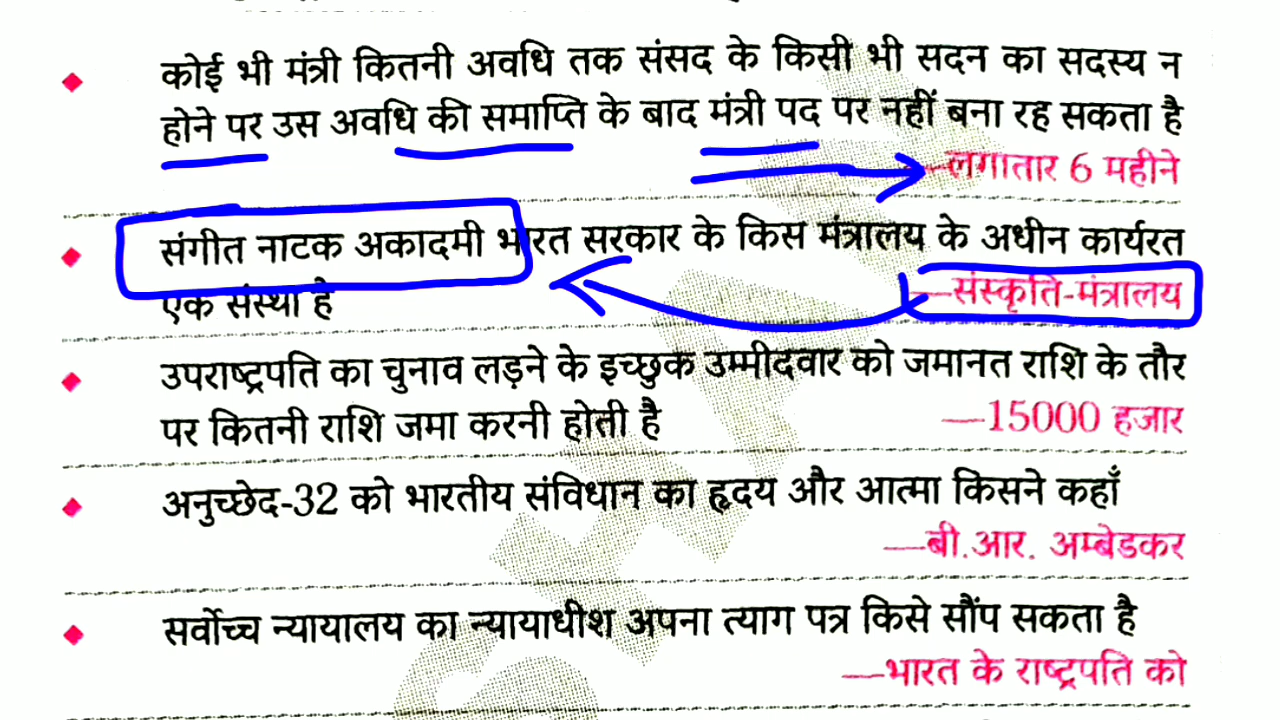 कोई भी मंत्री कितनी अवधि तक संसद के किसी भी सदन का सदस्य न
होने पर उस अवधि की समाप्ति के बाद मंत्री पद पर नहीं बना रह सकता है
—लगातार 6 महीने
संगीत नाटक अकादमी भारत सरकार के किस मंत्रालय के अधीन कार्यरत
एक संस्था है —संस्कृति-मंत्रालय
उपराष्ट्रपति का चुनाव लड़ने के इच्छुक उम्मीदवार को जमानत राशि के तौर
पर कितनी राशि जमा करनी होती है —15000 हजार
अनुच्छेद-32 को भारतीय संविधान का हृदय और आत्मा किसने कहाँ
—बी.आर. अम्बेडकर
सर्वोच्च न्यायालय का न्यायाधीश अपना त्याग पत्र किसे सौंप सकता है
—भारत के राष्ट्रपति को